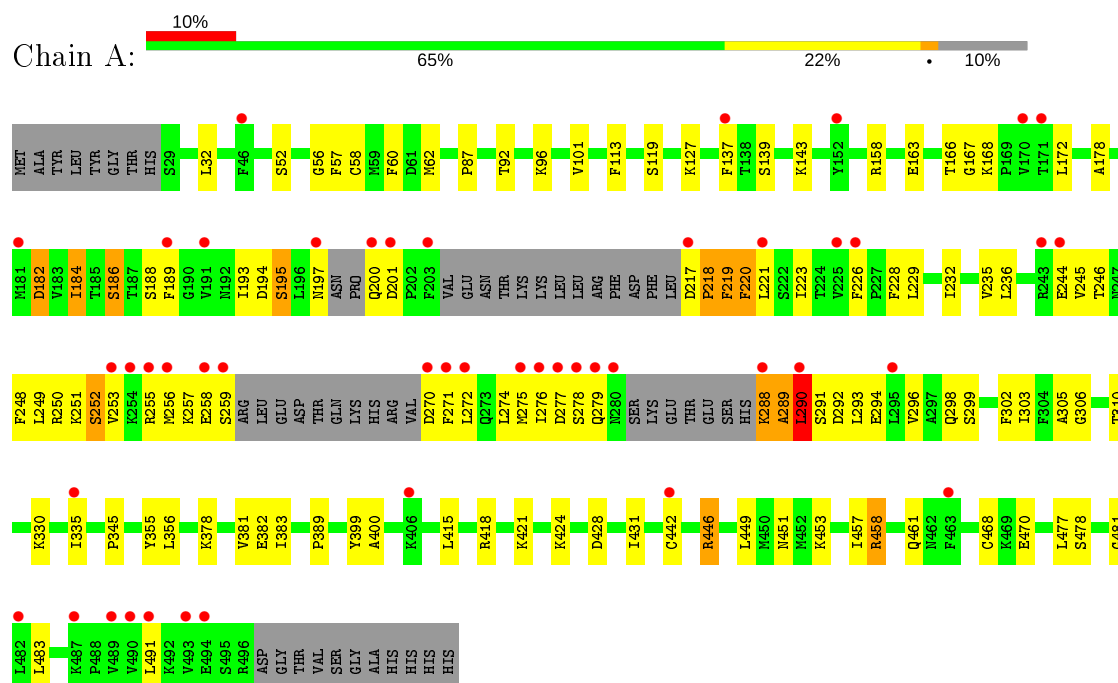 10%
Chain A:
65% 22% • 10%
MET ALA TYR LEU TYR GLY THR HIS S29 L32 F46 S52 G56 F57 C58 M59 F60 D61 M62 P87 T92 K96 V101 F113 S119 K127 F137 T138 S139 K143 Y152 R158 E163 T166 G167 K168 P169 V170 T171 L172 A178
M181 D182 V183 I184 T185 S186 T187 S188 F189 G190 V191 N192 I193 D194 S195 L196 N197 ASN PRO Q200 D201 P202 F203 VAL GLU ASN THR LYS LYS LEU LEU ARG PHE ASP PHE LEU D217 P218 F219 F220 L221 S222 I223 T224 V225 F226 P227 F228 L229 I232 V235 L236 R243 E244 V245 T246 N247
F248 L249 R250 K251 S252 V253 K254 R255 M256 K257 E258 S259 ARG LEU GLU ASP THR GLN LYS HIS ARG VAL D270 F271 L272 Q273 L274 M275 I276 D277 S278 Q279 N280 SER LYS GLU THR GLU SER HIS K288 A289 L290 S291 D292 L293 E294 L295 V296 A297 Q298 S299 F302 I303 F304 A305 G306 T310
K330 I335 P345 Y355 L356 K378 V381 E382 I383 P389 Y399 A400 K406 L415 R418 K421 K424 D428 I431 C442 R446 L449 M450 N451 M452 K453 I457 R458 Q461 N462 F463 C468 K469 E470 L477 S478
L482 L483 K487 P488 V489 V490 L491 K492 V493 E494 S495 R496 ASP GLY THR VAL SER GLY ALA HIS HIS HIS HIS